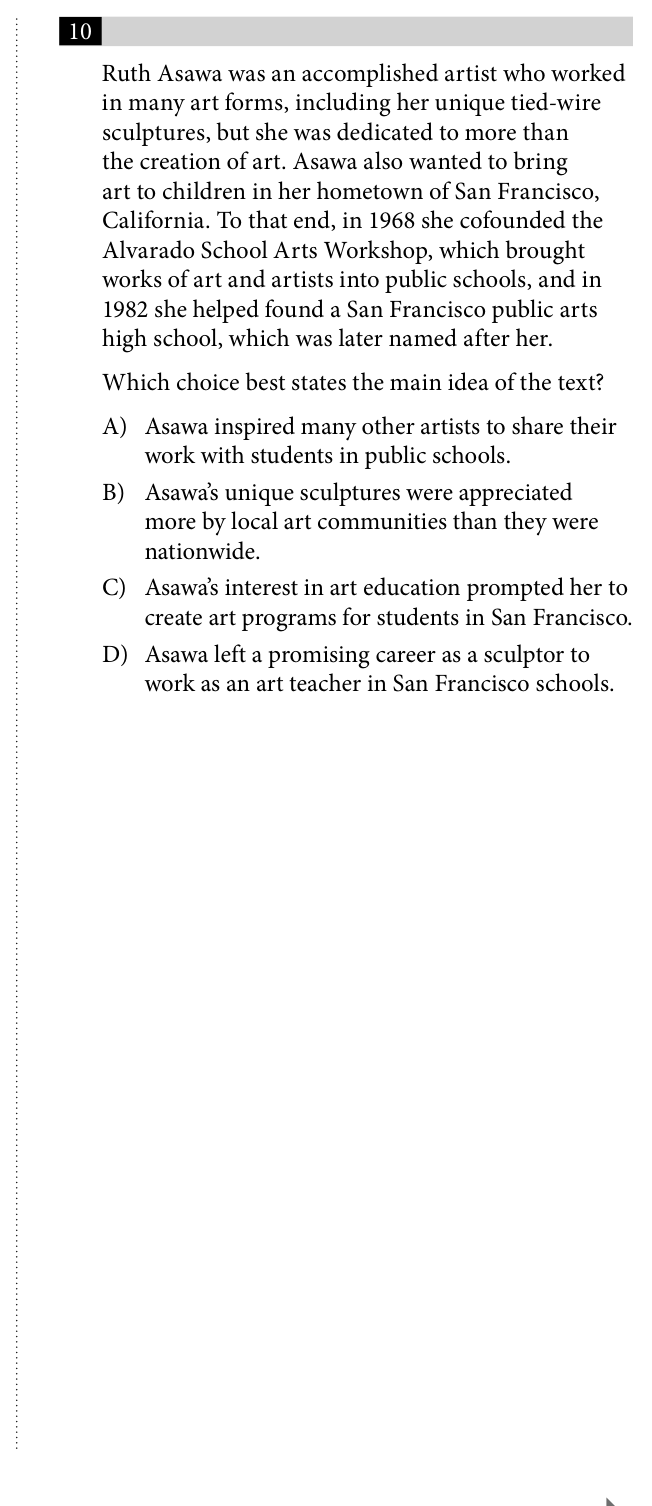 10
Ruth Asawa was an accomplished artist who worked
in many art forms, including her unique tied-wire
sculptures, but she was dedicated to more than
the creation of art. Asawa also wanted to bring
art to children in her hometown of San Francisco,
California. To that end, in 1968 she cofounded the
Alvarado School Arts Workshop, which brought
works of art and artists into public schools, and in
1982 she helped found a San Francisco public arts
high school, which was later named after her.
Which choice best states the main idea of the text?
A) Asawa inspired many other artists to share their
work with students in public schools.
B) Asawa’s unique sculptures were appreciated
more by local art communities than they were
nationwide.
C) Asawa’s interest in art education prompted her to
create art programs for students in San Francisco.
D) Asawa left a promising career as a sculptor to
work as an art teacher in San Francisco schools.